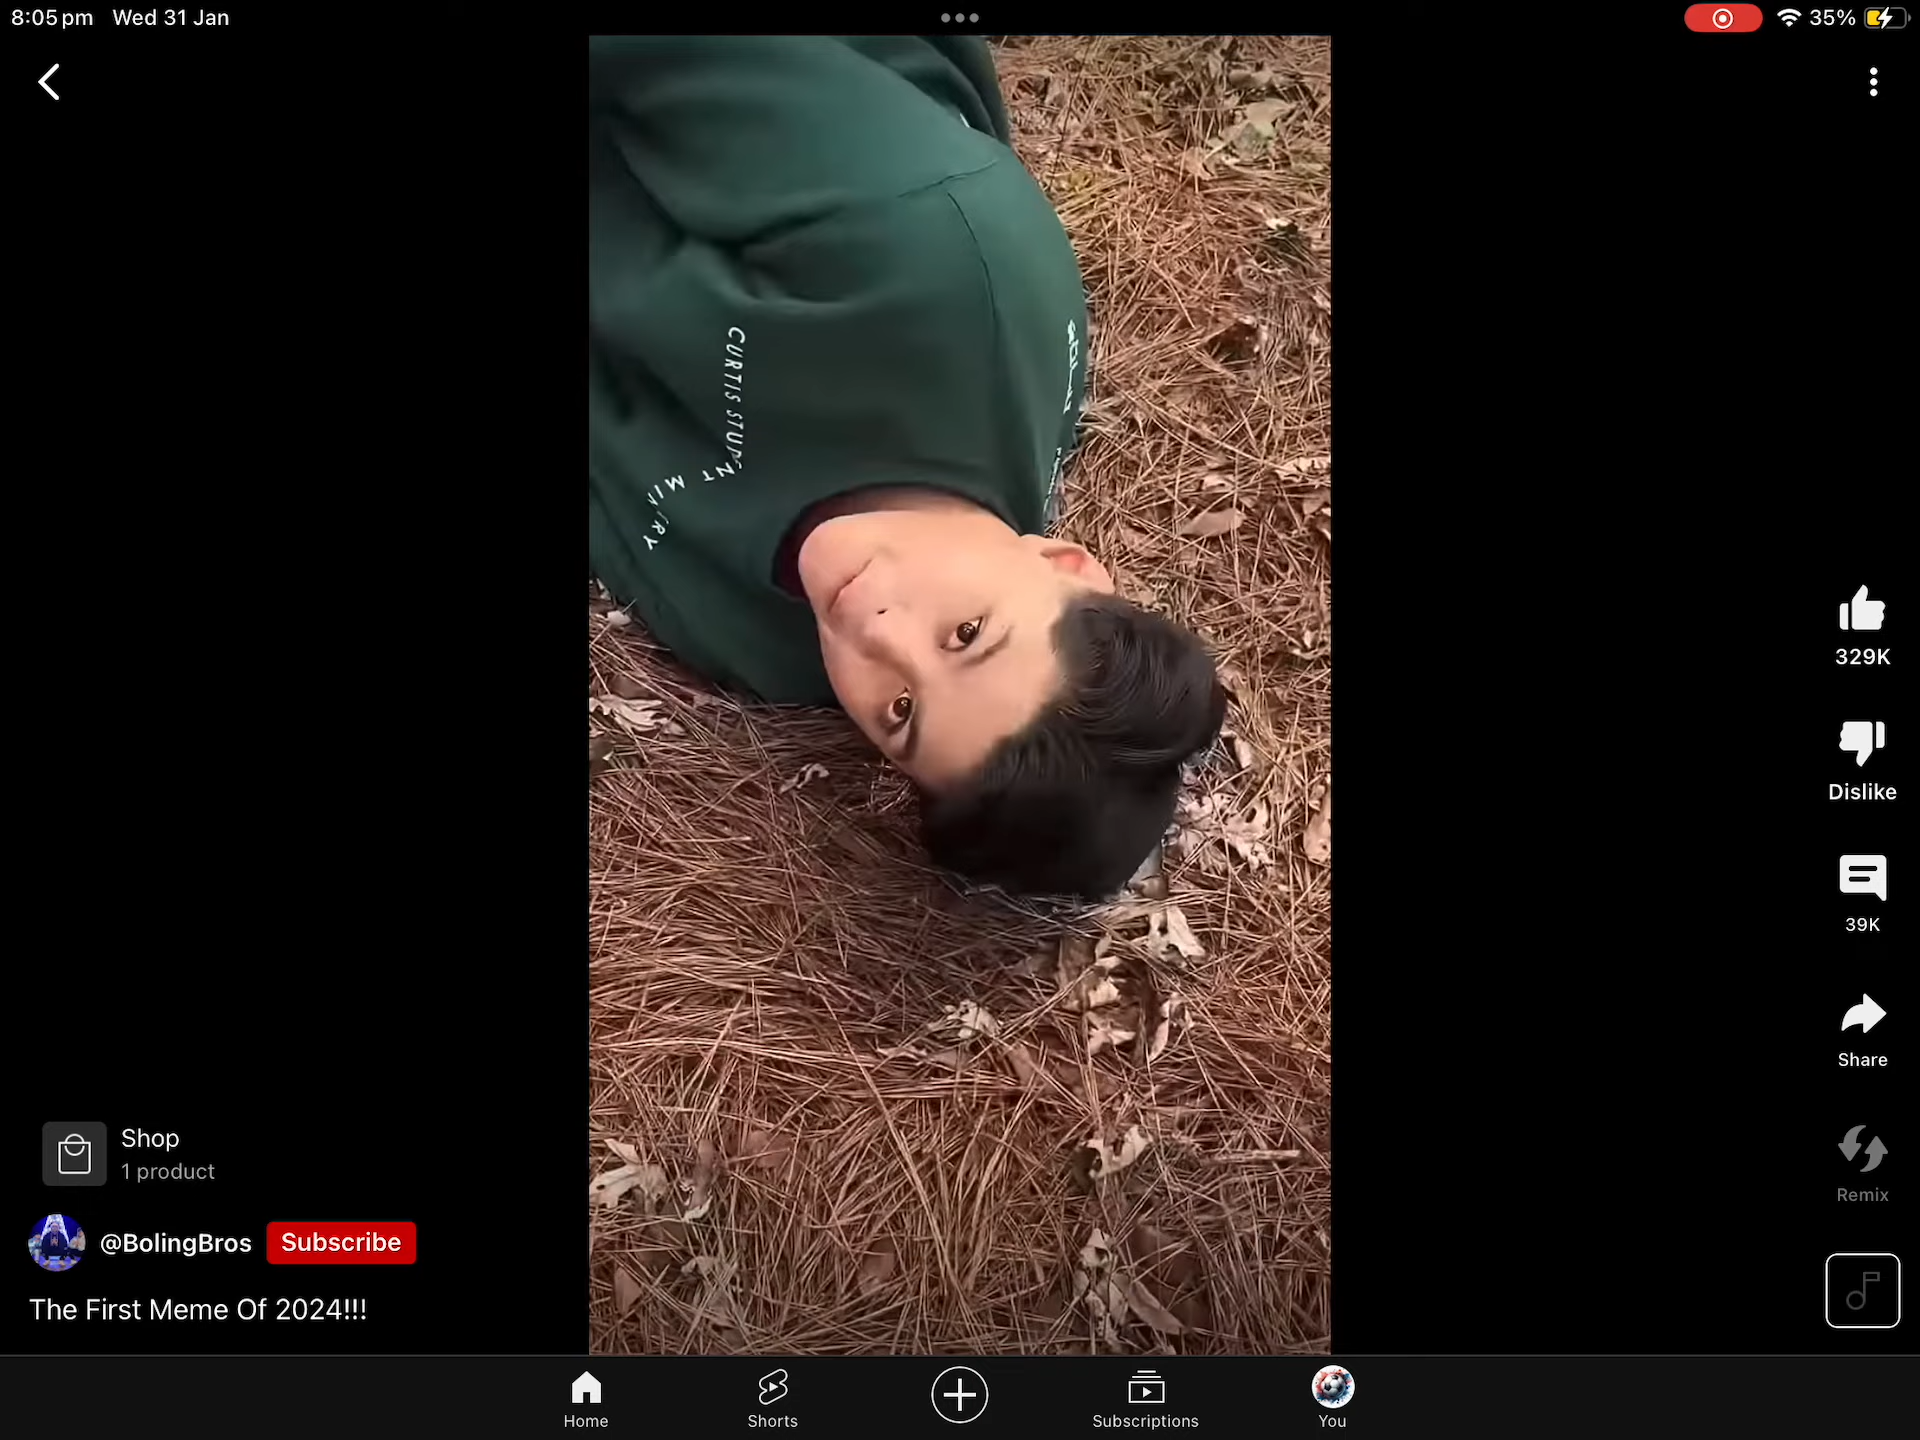 8:05 pm Wed 31 Jan
35%
CURTIS STUDENT MINISTRY
329K
Dislike
39K
Share
Remix
Shop
1 product
@BolingBros Subscribe
The First Meme Of 2024!!!
Home Shorts Subscriptions You